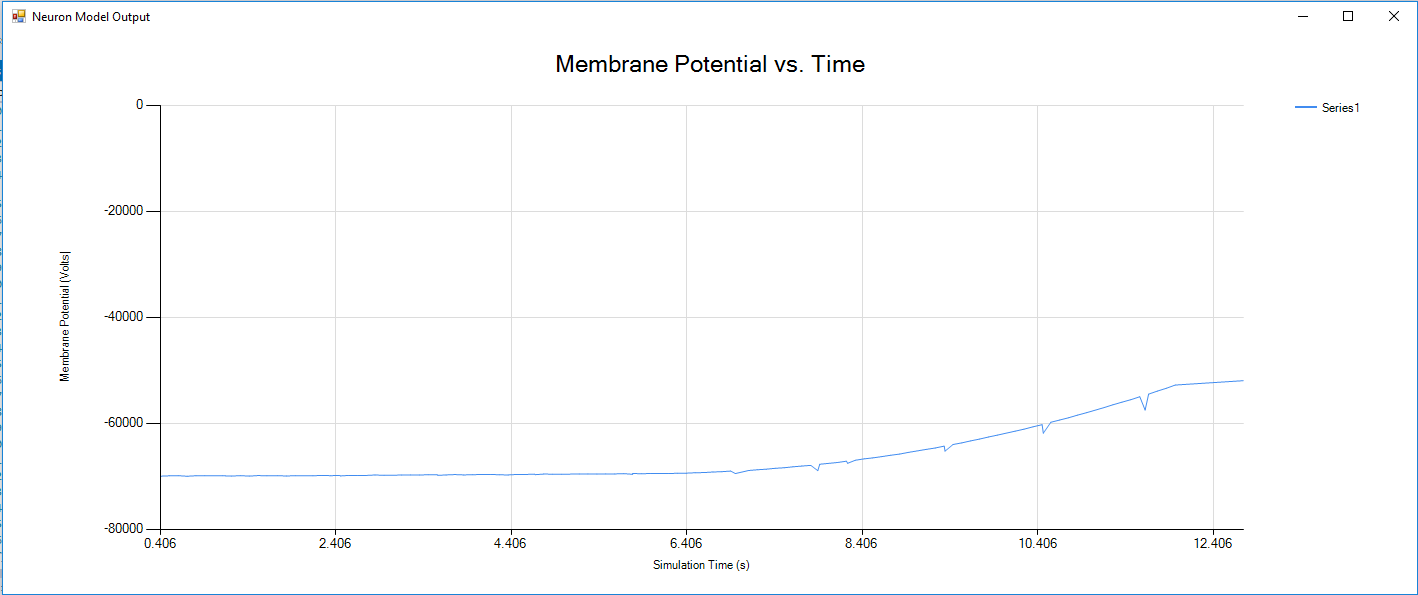 Neuron Model Output
Membrane Potential vs. Time
Series1
Membrane Potential (Volts|
0
-20000
-40000
-60000
-80000
0.406 2.406 4.406 6.406 8.406 10.406 12.406
Simulation Time (s)